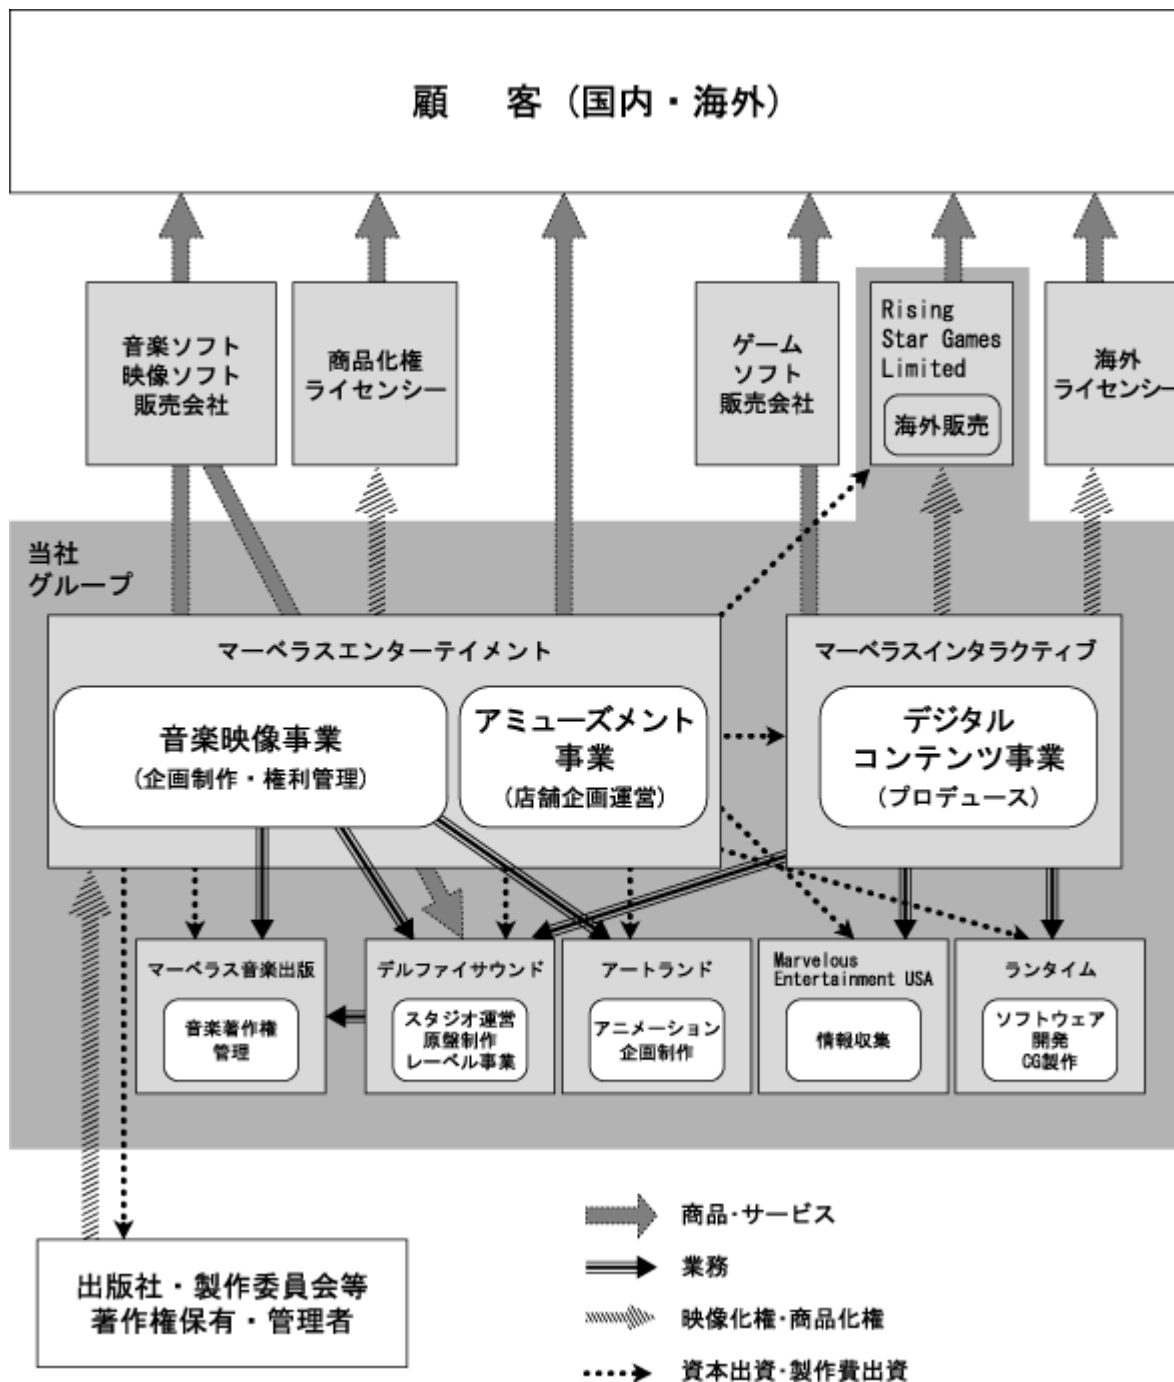 顧 客（国内・海外）
音楽ソフト
映像ソフト
販売会社
商品化権
ライセンシー
ゲーム
ソフト
販売会社
Rising
Star Games
Limited
海外販売
海外
ライセンシー
当社
グループ
マーベラスエンターテイメント
音楽映像事業
（企画制作・権利管理）
アミューズメント
事業
（店舗企画運営）
マーベラスインタラクティブ
デジタル
コンテンツ事業
（プロデュース）
マーベラス音楽出版
音楽著作権
管理
デルファイサウンド
スタジオ運営
原盤制作
レーベル事業
アートランド
アニメーション
企画制作
Marvelous
Entertainment USA
情報収集
ランタイム
ソフトウェア
開発
CG製作
出版社・製作委員会等
著作権保有・管理者
商品・サービス
業務
映像化権・商品化権
資本出資・製作費出資